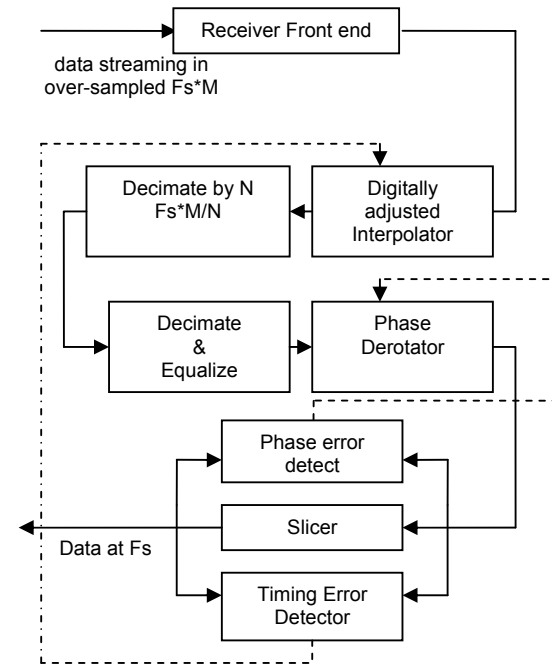 Receiver Front end
data streaming in
over-sampled Fs*M
Decimate by N
Fs*M/N
Digitally
adjusted
Interpolator
Decimate
&
Equalize
Phase
Derotator
Phase error
detect
Slicer
Data at Fs
Timing Error
Detector